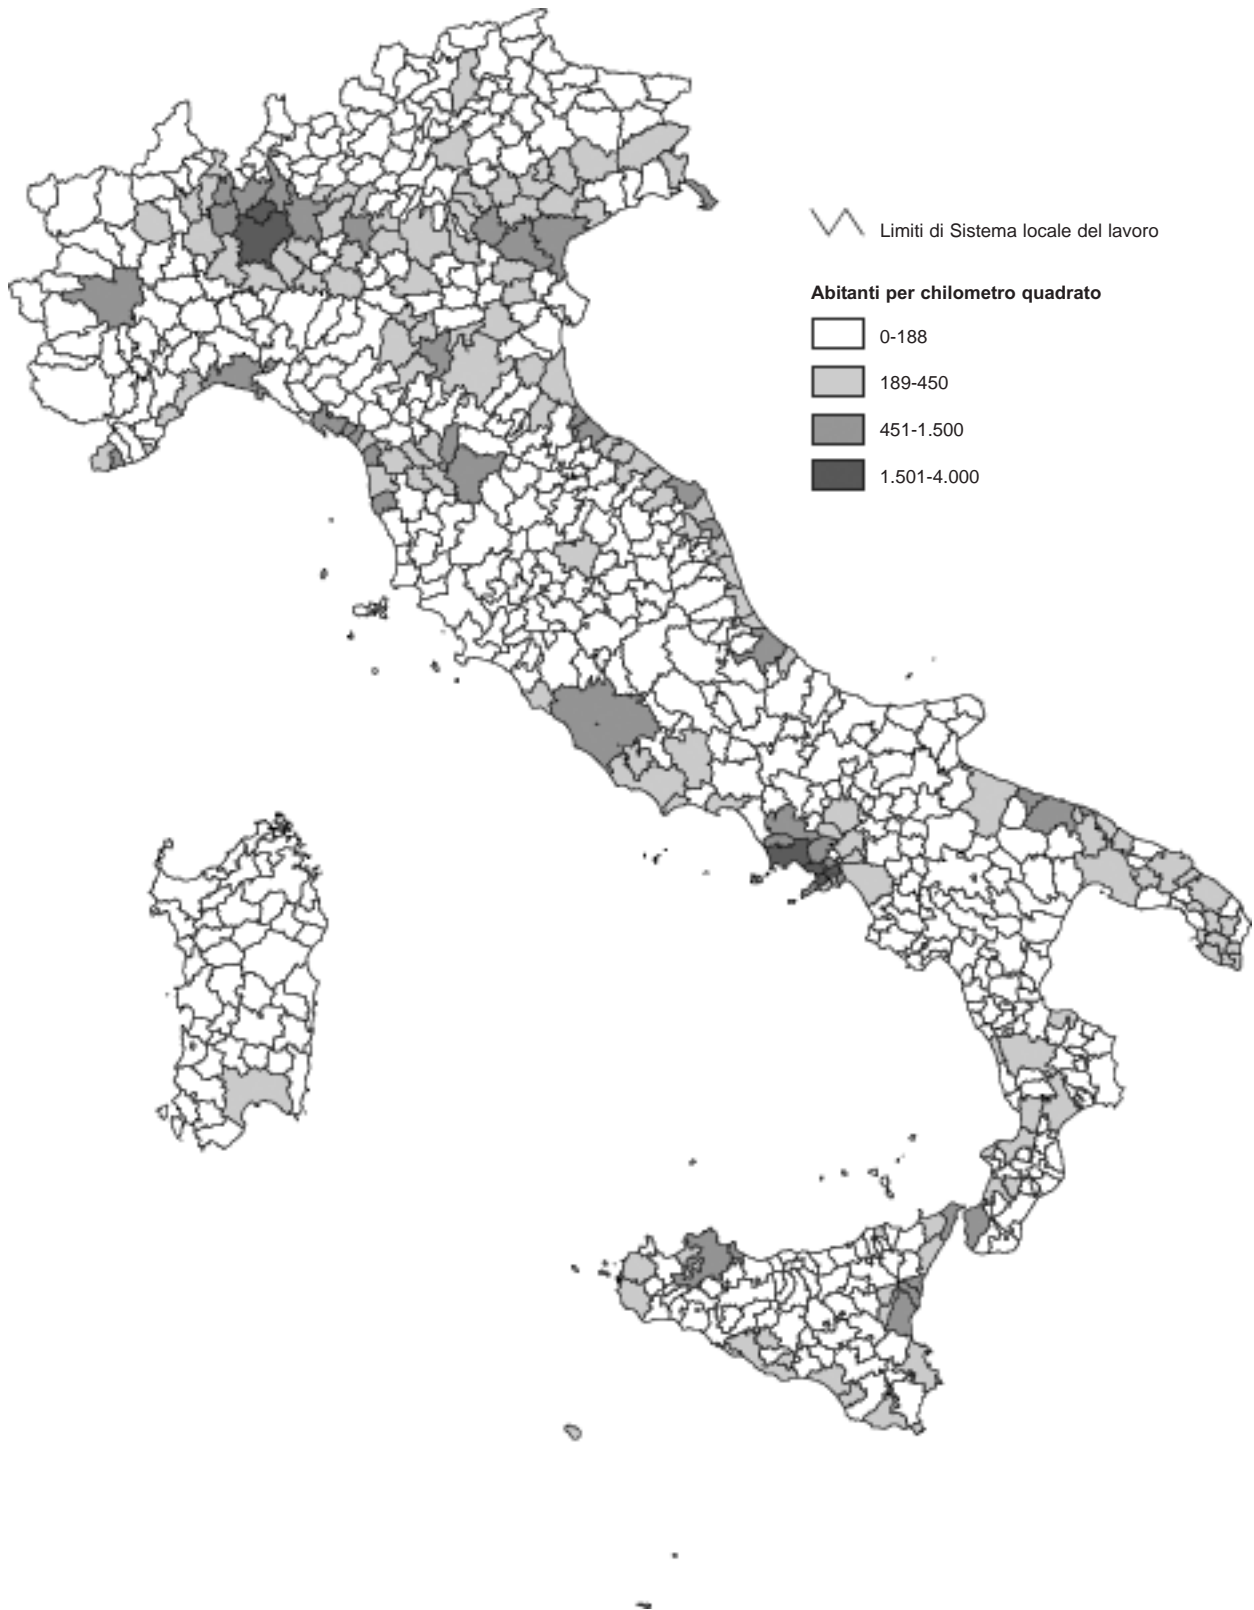 Limiti di Sistema locale del lavoro
Abitanti per chilometro quadrato
0-188
189-450
451-1.500
1.501-4.000